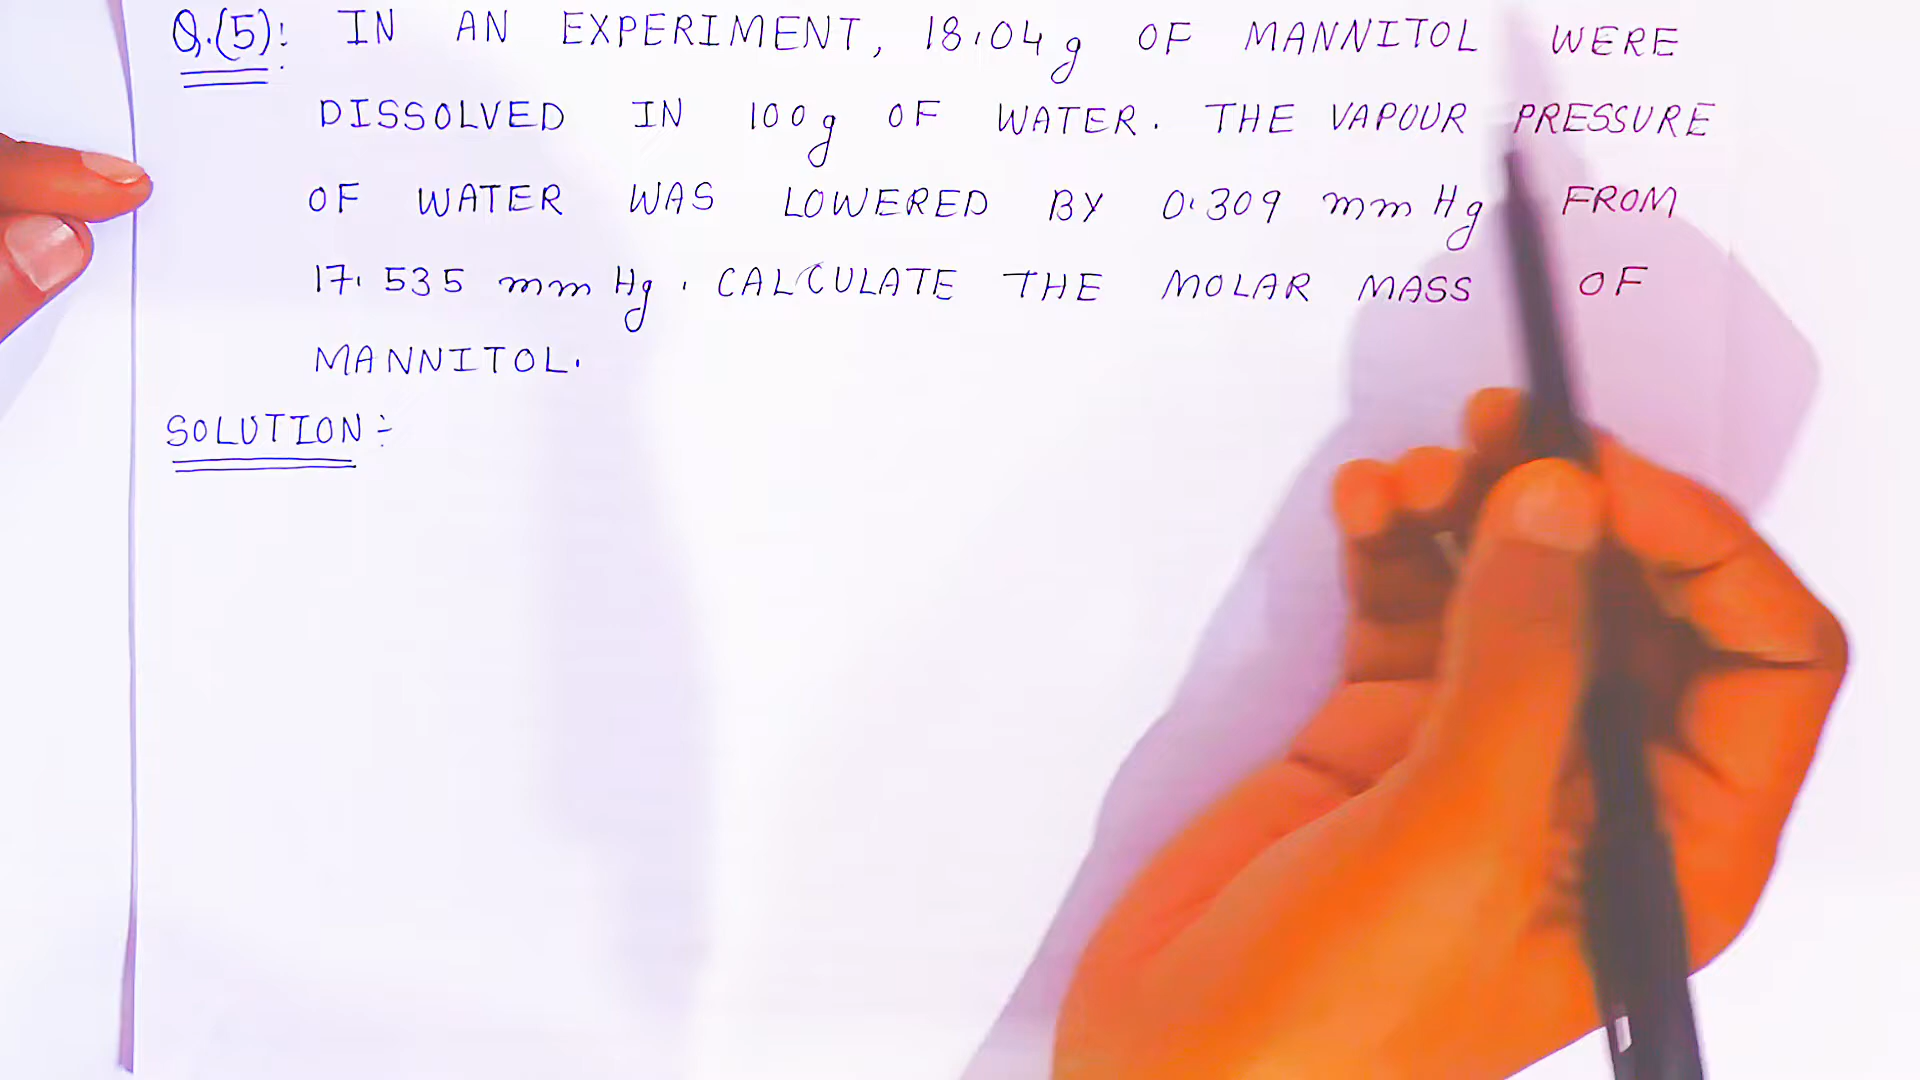 Q.(5): IN AN EXPERIMENT, 18.04 g OF MANNITOL WERE
DISSOLVED IN 100 g OF WATER. THE VAPOUR PRESSURE
OF WATER WAS LOWERED BY 0.309 mm Hg FROM
17.535 mm Hg. CALCULATE THE MOLAR MASS OF
MANNITOL.
SOLUTION :-